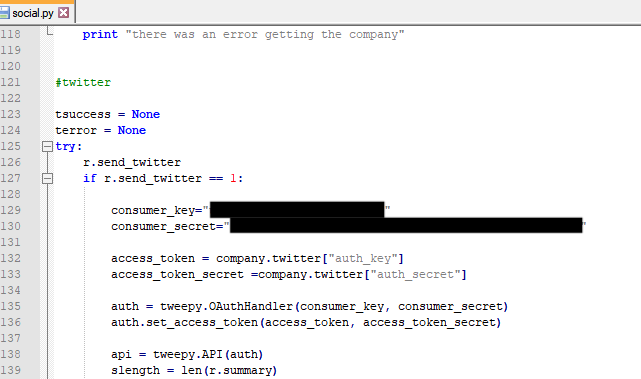 social.py
118 print "there was an error getting the company"
119
120
121 #twitter
122
123 tsuccess = None
124 terror = None
125 try:
126 r.send_twitter
127 if r.send_twitter == 1:
128
129 consumer_key=" "
130 consumer_secret=" "
131
132 access_token = company.twitter["auth_key"]
133 access_token_secret =company.twitter["auth_secret"]
134
135 auth = tweepy.OAuthHandler(consumer_key, consumer_secret)
136 auth.set_access_token(access_token, access_token_secret)
137
138 api = tweepy.API(auth)
139 slength = len(r.summary)